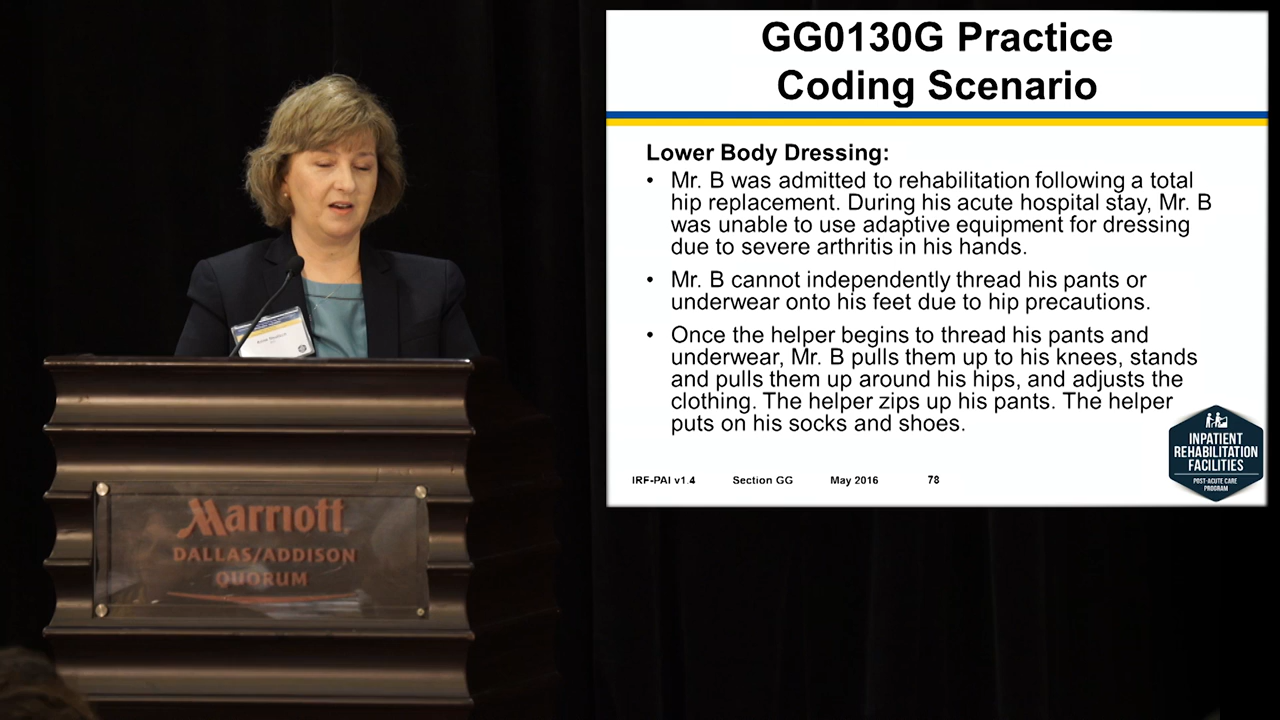 GG0130G Practice
Coding Scenario
Lower Body Dressing:
• Mr. B was admitted to rehabilitation following a total
hip replacement. During his acute hospital stay, Mr. B
was unable to use adaptive equipment for dressing
due to severe arthritis in his hands.
• Mr. B cannot independently thread his pants or
underwear onto his feet due to hip precautions.
• Once the helper begins to thread his pants and
underwear, Mr. B pulls them up to his knees, stands
and pulls them up around his hips, and adjusts the
clothing. The helper zips up his pants. The helper
puts on his socks and shoes.
INPATIENT
REHABILITATION
FACILITIES
POST-ACUTE CARE
PROGRAM
IRF-PAI v1.4 Section GG May 2016 78
Marriott
DALLAS/ADDISON
QUORUM